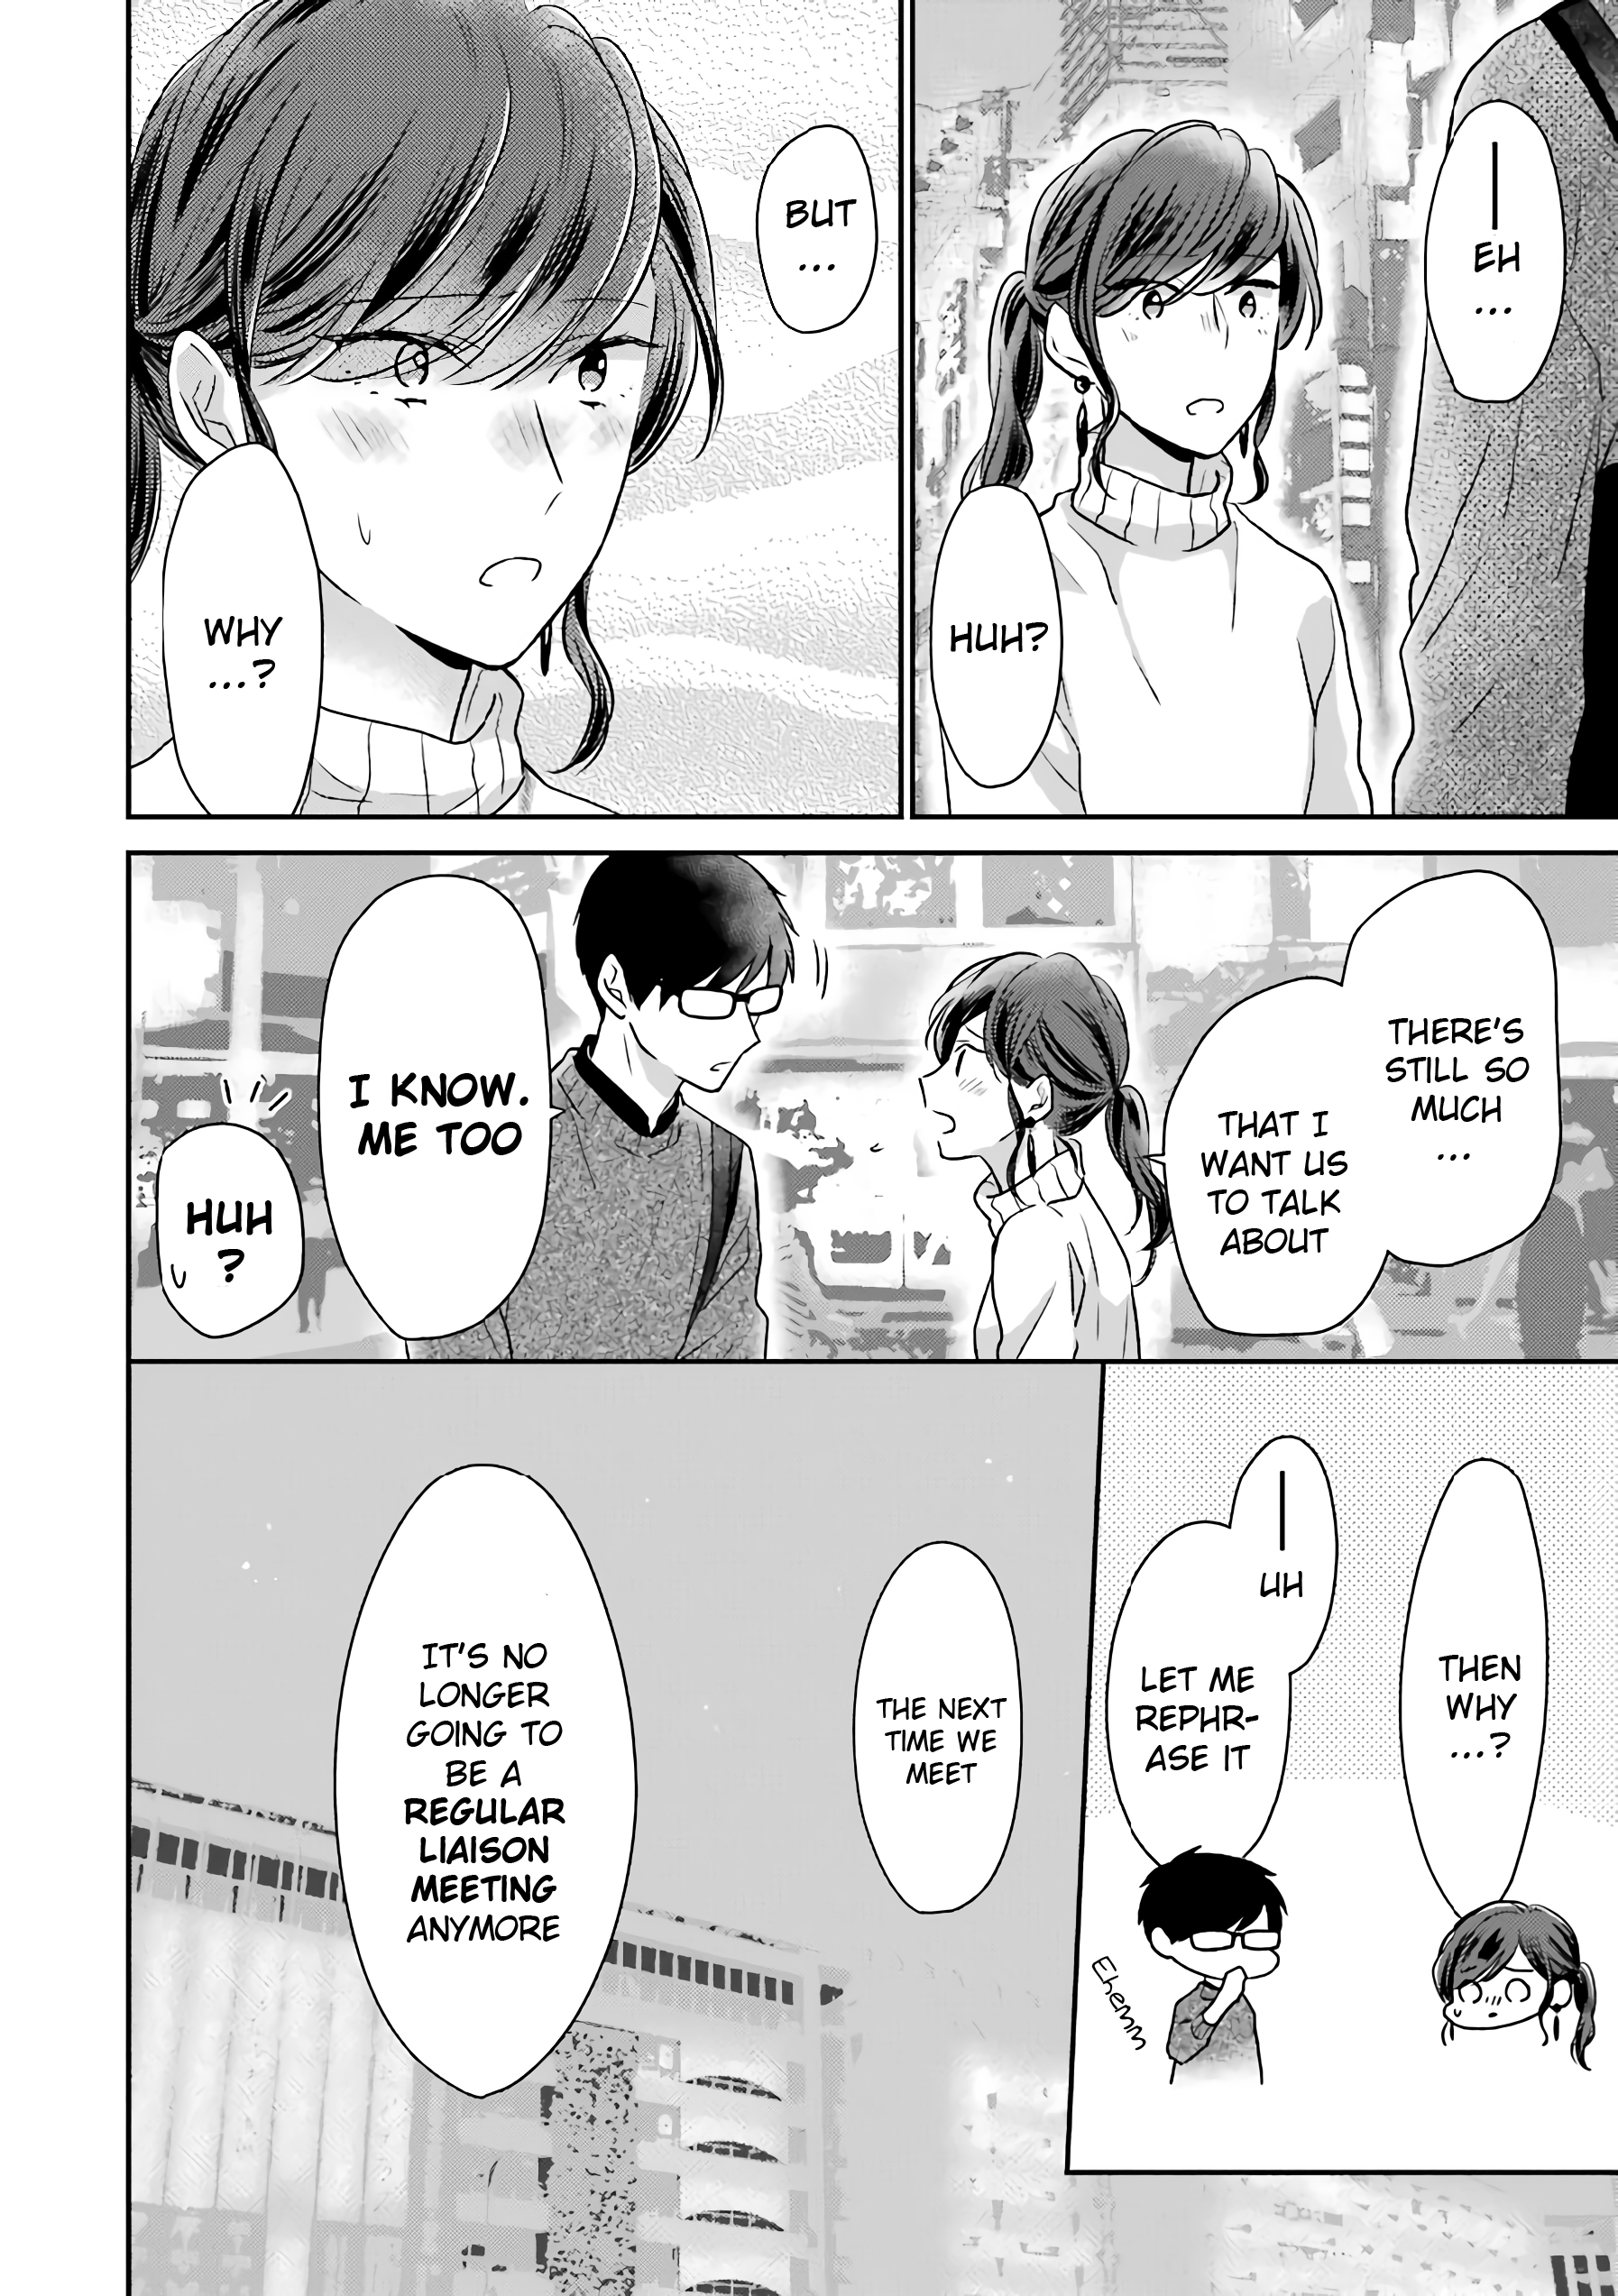 —
EH
...
HUH?
BUT
...
WHY
...?
THERE'S
STILL SO
MUCH
...
THAT I
WANT US
TO TALK
ABOUT
I KNOW.
ME TOO
HUH
?
THEN
WHY
...?
—
UH
LET ME
REPHR-
ASE IT
Ehemm
THE NEXT
TIME WE
MEET
IT'S NO
LONGER
GOING TO
BE A
REGULAR
LIAISON
MEETING
ANYMORE